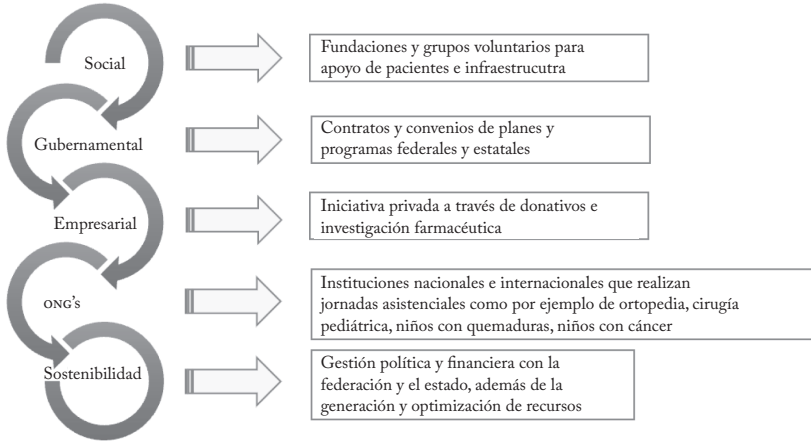 Social
Fundaciones y grupos voluntarios para
apoyo de pacientes e infraestrucutra
Gubernamental
Contratos y convenios de planes y
programas federales y estatales
Empresarial
Iniciativa privada a través de donativos e
investigación farmacéutica
ONG's
Instituciones nacionales e internacionales que realizan
jornadas asistenciales como por ejemplo de ortopedia, cirugía
pediátrica, niños con quemaduras, niños con cáncer
Sostenibilidad
Gestión política y financiera con la
federación y el estado, además de la
generación y optimización de recursos